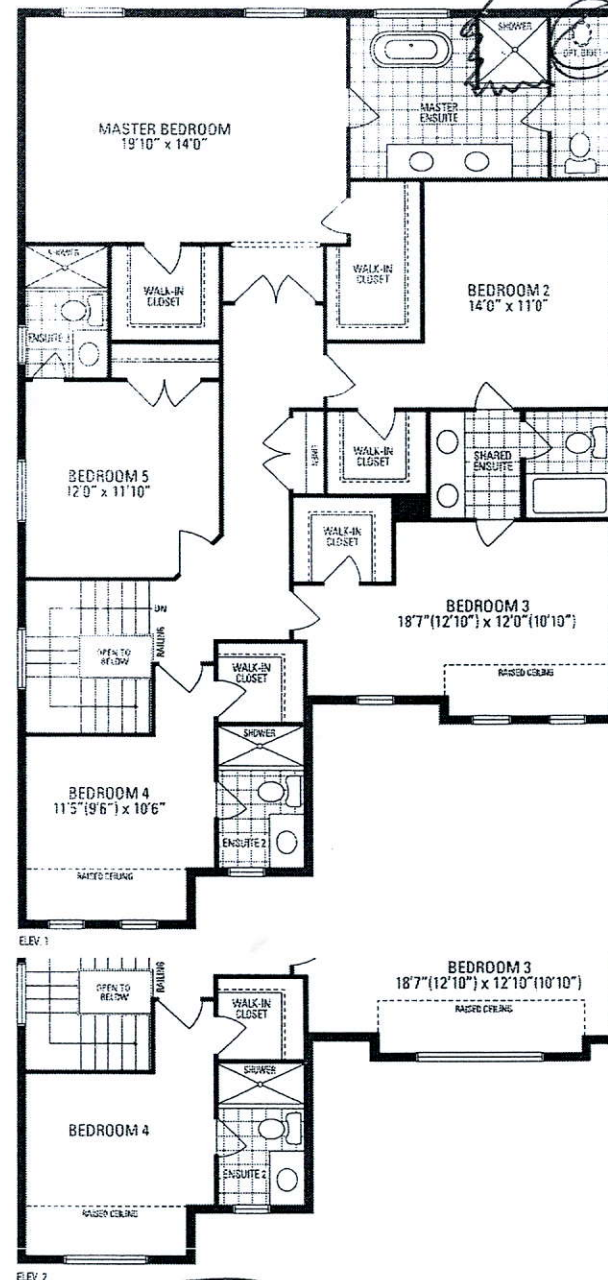 SHOWER
OPT. BIDET
MASTER
ENSUITE
MASTER BEDROOM
19'10" x 14'0"
SHOWER
WALK-IN
CLOSET
WALK-IN
CLOSET
BEDROOM 2
14'0" x 11'0"
ENSUITE 3
BEDROOM 5
12'0" x 11'10"
LINEN
WALK-IN
CLOSET
SHARED
ENSUITE
WALK-IN
CLOSET
DN
RAILING
OPEN TO
BELOW
BEDROOM 3
18'7"(12'10") x 12'0"(10'10")
RAISED CEILING
WALK-IN
CLOSET
SHOWER
BEDROOM 4
11'5"(9'6") x 10'6"
ENSUITE 2
RAISED CEILING
ELEV. 1
OPEN TO
BELOW
RAILING
WALK-IN
CLOSET
BEDROOM 3
18'7"(12'10") x 12'10"(10'10")
RAISED CEILING
SHOWER
BEDROOM 4
ENSUITE 2
RAISED CEILING
ELEV. 2